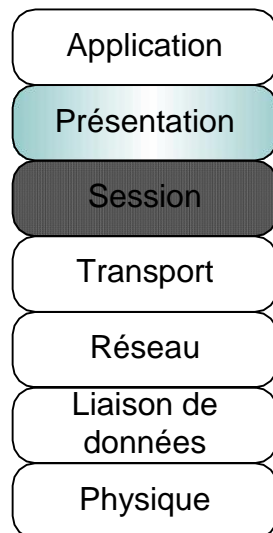 Application
Présentation
Session
Transport
Réseau
Liaison de
données
Physique